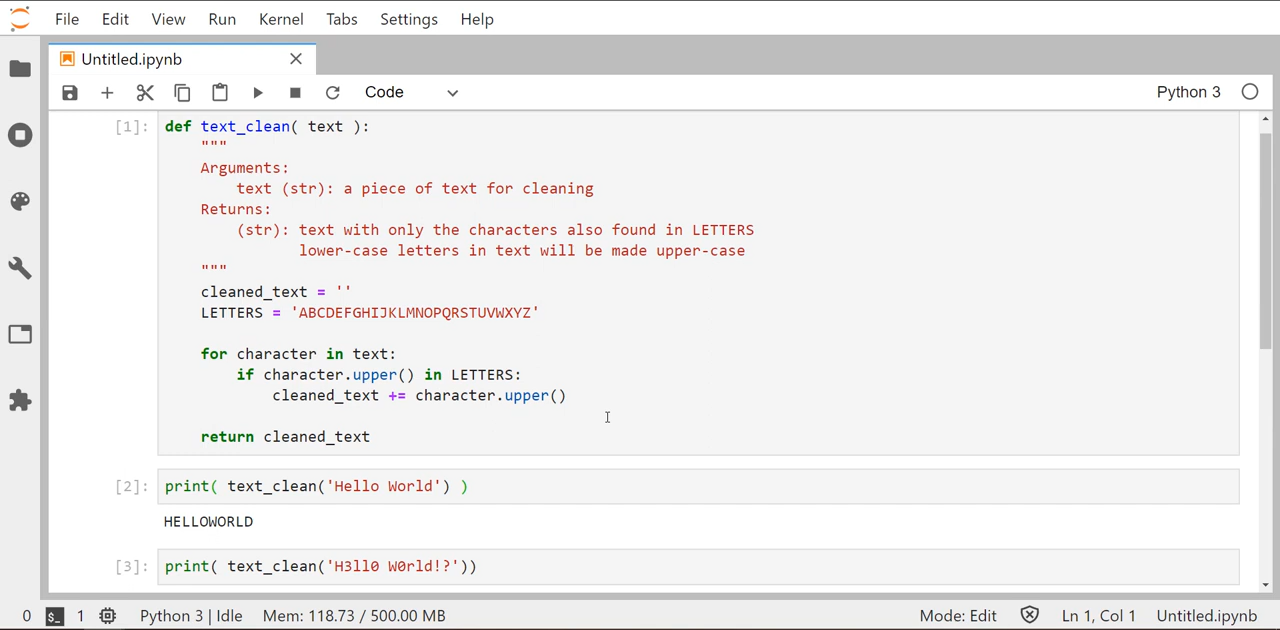 File Edit View Run Kernel Tabs Settings Help
Untitled.ipynb
Code Python 3
[1]: def text_clean( text ):
"""
Arguments:
text (str): a piece of text for cleaning
Returns:
(str): text with only the characters also found in LETTERS
lower-case letters in text will be made upper-case
"""
cleaned_text = ''
LETTERS = 'ABCDEFGHIJKLMNOPQRSTUVWXYZ'
for character in text:
if character.upper() in LETTERS:
cleaned_text += character.upper()
return cleaned_text
[2]: print( text_clean('Hello World') )
HELLOWORLD
[3]: print( text_clean('H3ll0 W0rld!?'))
0 $_ 1 Python 3 | Idle Mem: 118.73 / 500.00 MB Mode: Edit Ln 1, Col 1 Untitled.ipynb